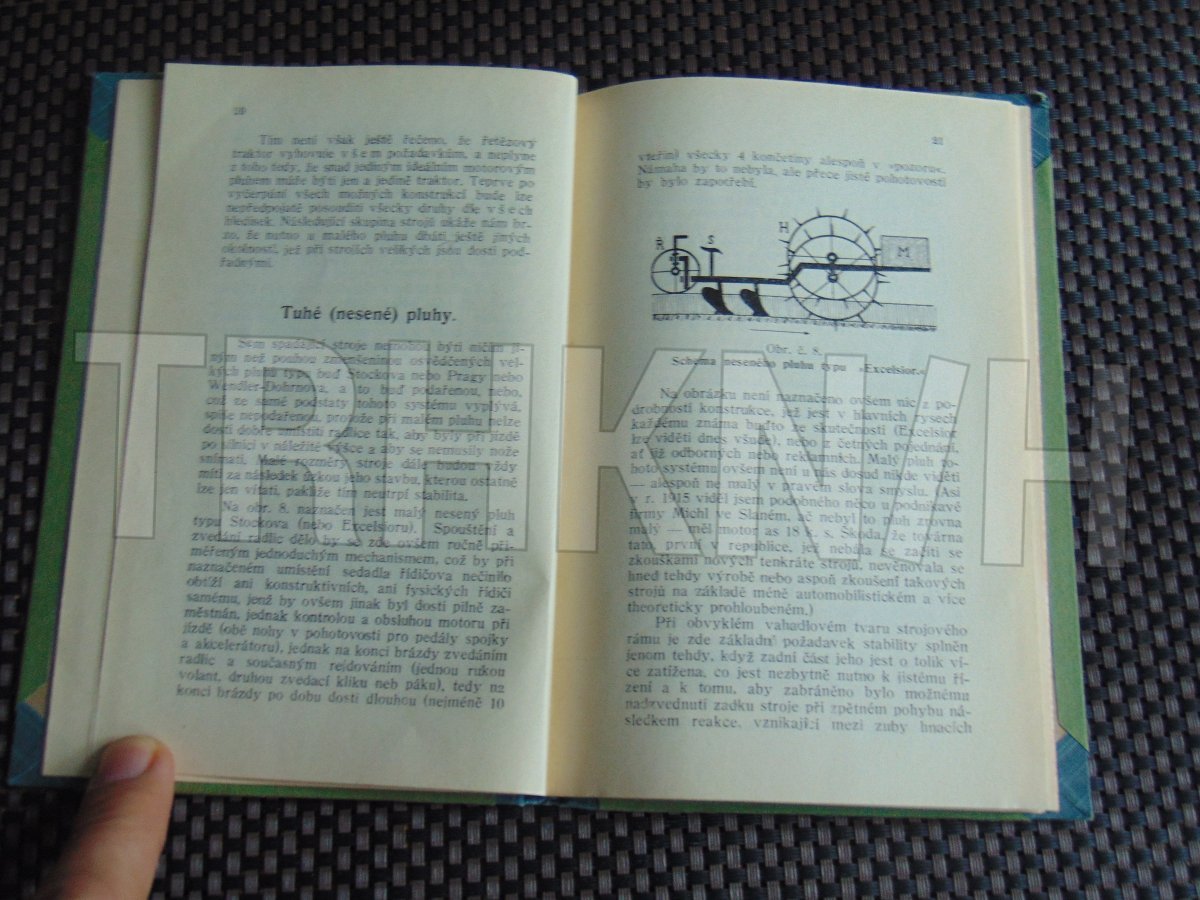 Tím není však ještě řečeno, že řetězový
traktor vyhovuje všem požadavkům, a neplyne
z toho tedy, že snad jediným ideálním motorovým
pluhem může býti jen a jedině traktor. Teprve po
vyčerpání všech možných konstrukcí bude lze
nepředpojatě posouditi všecky druhy dle všech
hledisek. Následující skupina strojů ukáže nám br-
zo, že nutno u malého pluhu dbáti ještě jiných
okolností, jež při strojích velikých jsou dosti pod-
řadnými.
Tuhé (nesené) pluhy.
Sem spadající stroje nemohou býti ničím ji-
ným než pouhou zmenšeninou osvědčených vel-
kých pluhů typu buď Stockova nebo Pragy nebo
Wendler-Dohrnova, a to buď podařenou, nebo,
což ze samé podstaty tohoto systému vyplývá,
spíše nepodařenou, protože při malém pluhu nelze
dosti dobře umístiti radlice tak, aby byly při jízdě
po silnici v náležité výšce a aby se nemusily nože
snímati. Malé rozměry stroje dále budou vždy
míti za následek úzkou jeho stavbu, kterou ostatně
lze jen vítati, pakliže tím neutrpí stabilita.
Na obr. 8. naznačen jest malý nesený pluh
typu Stockova (nebo Excelsioru). Spouštění a
zvedání radlic dělo by se zde ovšem ručně při-
měřeným jednoduchým mechanismem, což by při
naznačeném umístění sedadla řídičova nečinilo
obtíží ani konstruktivních, ani fysických řídiči
samému, jenž by ovšem jinak byl dosti pilně za-
městnán, jednak kontrolou a obsluhou motoru při
jízdě (obě nohy v pohotovosti pro pedály spojky
a akcelerátoru), jednak na konci brázdy zvedáním
radlic a současným rejdováním (jednou rukou
volant, druhou zvedací kliku neb páku), tedy na
konci brázdy po dobu dosti dlouhou (nejméně 10
vteřin) všecky 4 končetiny alespoň v »pozoru«.
Námaha by to nebyla, ale přece jisté pohotovosti
by bylo zapotřebí.
Ř S H M
Obr. č. 8.
Schema neseného pluhu typu »Excelsior.«
Na obrázku není naznačeno ovšem nic z po-
drobností konstrukce, jež jest v hlavních rysech
každému známa buďto ze skutečnosti (Excelsior
lze viděti dnes všude), nebo z četných pojednání,
ať již odborných nebo reklamních. Malý pluh to-
hoto systému ovšem není u nás dosud nikde viděti
— alespoň ne malý v pravém slova smyslu. (Asi
v r. 1915 viděl jsem podobného něco u podnikavé
firmy Michl ve Slaném, ač nebyl to pluh zrovna
malý — měl motor as 18 k. s. Škoda, že továrna
tato, první v republice, jež nebála se začíti se
zkouškami nových tenkráte strojů, nevěnovala se
hned tehdy výrobě nebo aspoň zkoušení takových
strojů na základě méně automobilistickém a více
theoreticky prohloubeném.)
Při obvyklém vahadlovém tvaru strojového
rámu je zde základní požadavek stability splněn
jenom tehdy, když zadní část jeho jest o tolik ví-
ce zatížena, co jest nezbytně nutno k jistému ří-
zení a k tomu, aby zabráněno bylo možnému
nadzvednutí zadku stroje při zpětném pohybu ná-
sledkem reakce, vznikající mezi zuby hnacích